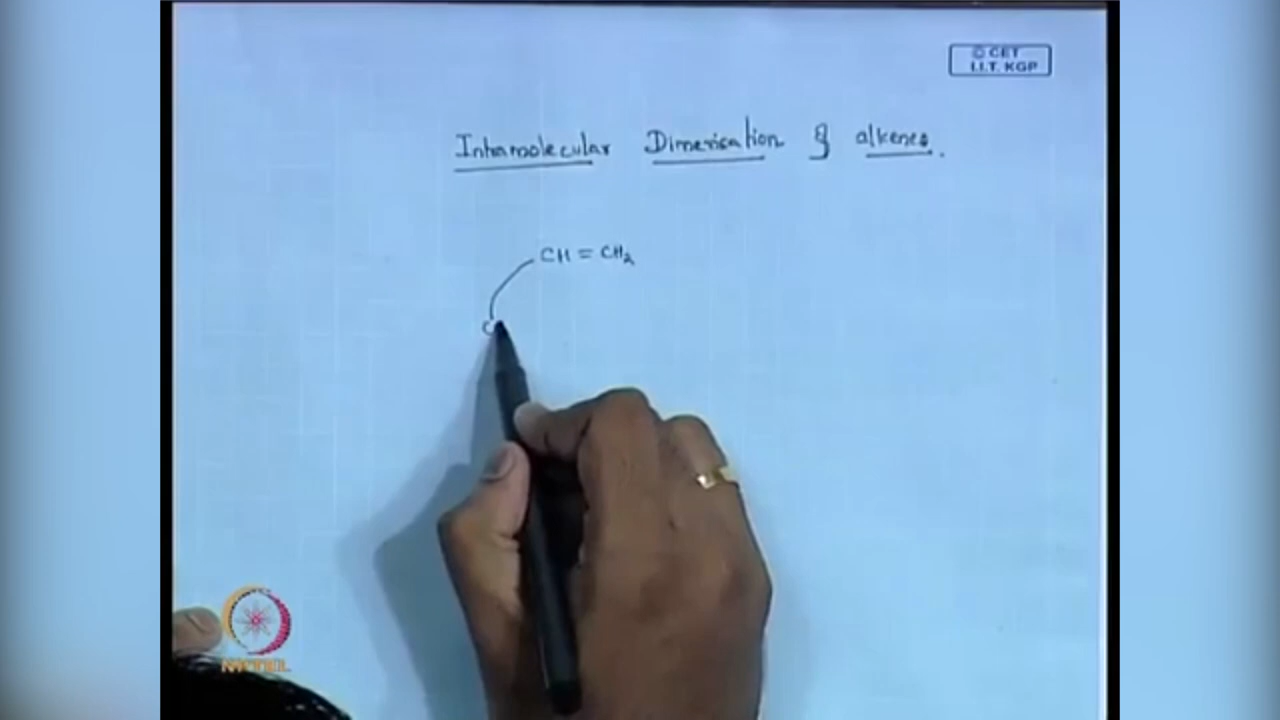 © CET
I.I.T. KGP
Intramolecular Dimerisation of alkenes.
CH = CH₂
C
NPTEL